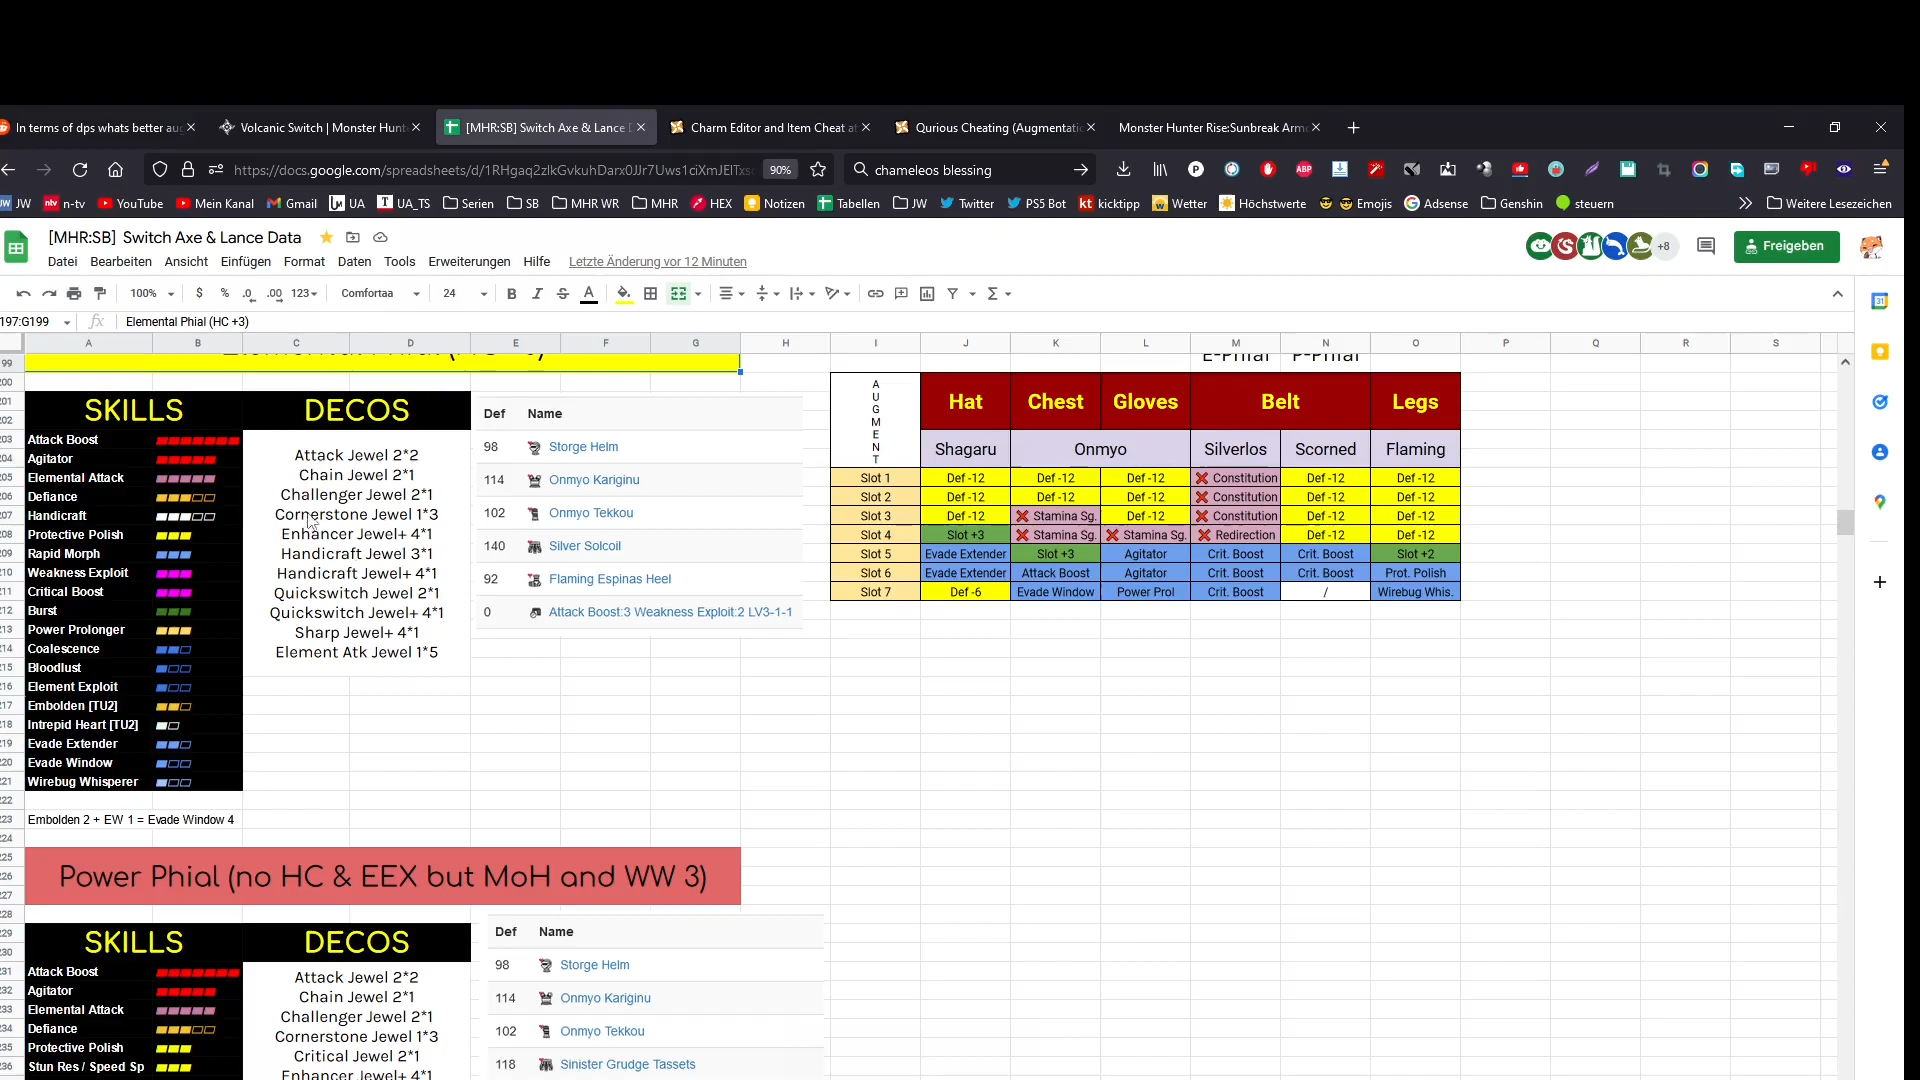 In terms of dps whats better au
Volcanic Switch | Monster Hunt
[MHR:SB] Switch Axe & Lance D
Charm Editor and Item Cheat at
Qurious Cheating (Augmentatio
Monster Hunter Rise:Sunbreak Arm
https://docs.google.com/spreadsheets/d/
90%
chameleos blessing
JW
n-tv
YouTube
Mein Kanal
Gmail
UA
UA_TS
Serien
SB
MHR WR
MHR
HEX
Notizen
Tabellen
JW
Twitter
PS5 Bot
kicktipp
Wetter
Höchstwerte
Emojis
Adsense
Genshin
steuern
Weitere Lesezeichen
[MHR:SB] Switch Axe & Lance Data
+8
Freigeben
Datei Bearbeiten Ansicht Einfügen Format Daten Tools Erweiterungen Hilfe Letzte Änderung vor 12 Minuten
100% $ % .0 .00 123 Comfortaa 24 B I S A
197:G199 fx Elemental Phial (HC +3)
A B C D E F G H I J K L M N O P Q R S
E-Phial P-Phial
SKILLS DECOS
Def Name
98 Storge Helm
114 Onmyo Kariginu
102 Onmyo Tekkou
140 Silver Solcoil
92 Flaming Espinas Heel
0 Attack Boost:3 Weakness Exploit:2 LV3-1-1
Attack Boost
Agitator
Elemental Attack
Defiance
Handicraft
Protective Polish
Rapid Morph
Weakness Exploit
Critical Boost
Burst
Power Prolonger
Coalescence
Bloodlust
Element Exploit
Embolden [TU2]
Intrepid Heart [TU2]
Evade Extender
Evade Window
Wirebug Whisperer
Attack Jewel 2*2
Chain Jewel 2*1
Challenger Jewel 2*1
Cornerstone Jewel 1*3
Enhancer Jewel+ 4*1
Handicraft Jewel 3*1
Handicraft Jewel+ 4*1
Quickswitch Jewel 2*1
Quickswitch Jewel+ 4*1
Sharp Jewel+ 4*1
Element Atk Jewel 1*5
AUGMENT Hat Chest Gloves Belt Legs
Shagaru Onmyo Silverlos Scorned Flaming
Slot 1 Def -12 Def -12 Def -12 ❌ Constitution Def -12 Def -12
Slot 2 Def -12 Def -12 Def -12 ❌ Constitution Def -12 Def -12
Slot 3 Def -12 ❌ Stamina Sg. Def -12 ❌ Constitution Def -12 Def -12
Slot 4 Slot +3 ❌ Stamina Sg. ❌ Stamina Sg. ❌ Redirection Def -12 Def -12
Slot 5 Evade Extender Slot +3 Agitator Crit. Boost Crit. Boost Slot +2
Slot 6 Evade Extender Attack Boost Agitator Crit. Boost Crit. Boost Prot. Polish
Slot 7 Def -6 Evade Window Power Prol Crit. Boost / Wirebug Whis.
Embolden 2 + EW 1 = Evade Window 4
Power Phial (no HC & EEX but MoH and WW 3)
SKILLS DECOS
Def Name
98 Storge Helm
114 Onmyo Kariginu
102 Onmyo Tekkou
118 Sinister Grudge Tassets
Attack Boost
Agitator
Elemental Attack
Defiance
Protective Polish
Stun Res / Speed Sp
Attack Jewel 2*2
Chain Jewel 2*1
Challenger Jewel 2*1
Cornerstone Jewel 1*3
Critical Jewel 2*1
Enhancer Jewel+ 4*1